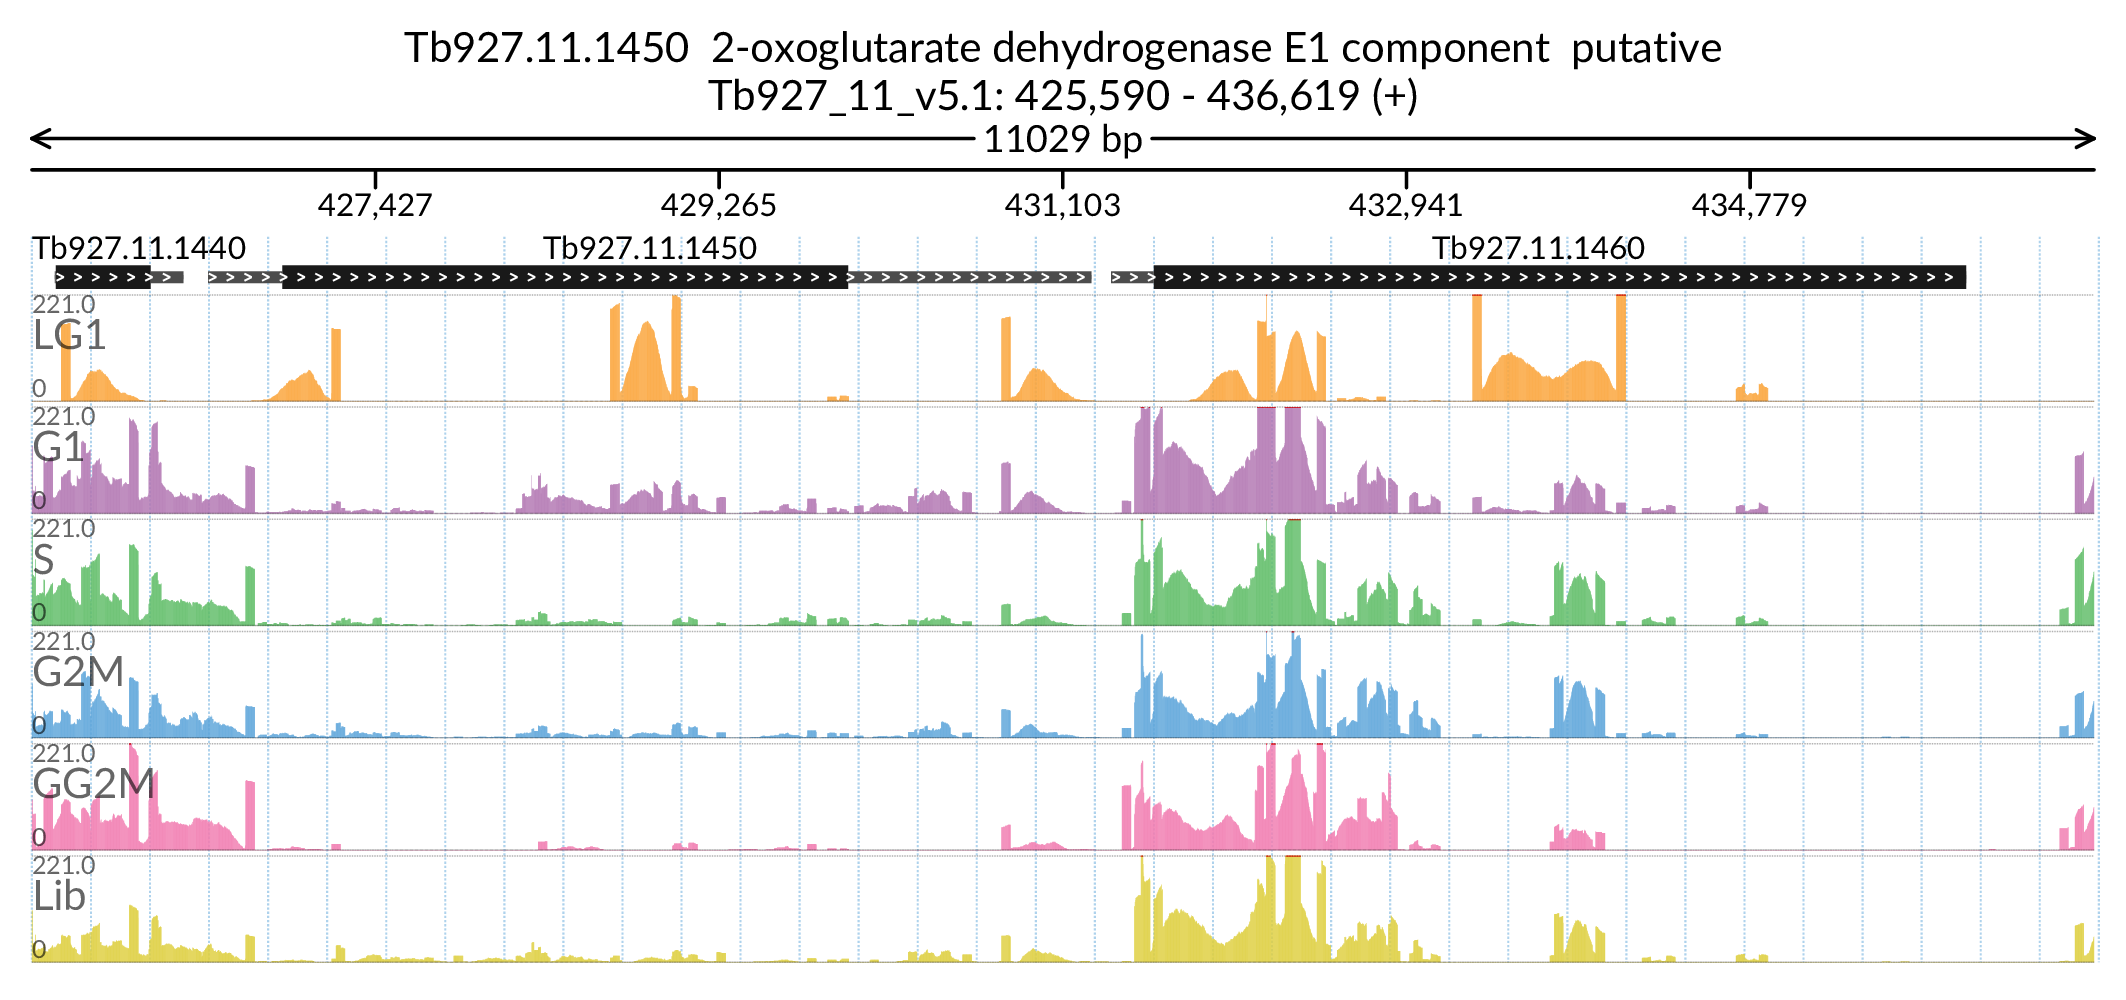 Tb927.11.1450  2-oxoglutarate dehydrogenase E1 component  putative
Tb927_11_v5.1: 425,590 - 436,619 (+)
11029 bp
427,427 429,265 431,103 432,941 434,779
Tb927.11.1440 Tb927.11.1450 Tb927.11.1460
221.0
LG1
0
221.0
G1
0
221.0
S
0
221.0
G2M
0
221.0
GG2M
0
221.0
Lib
0